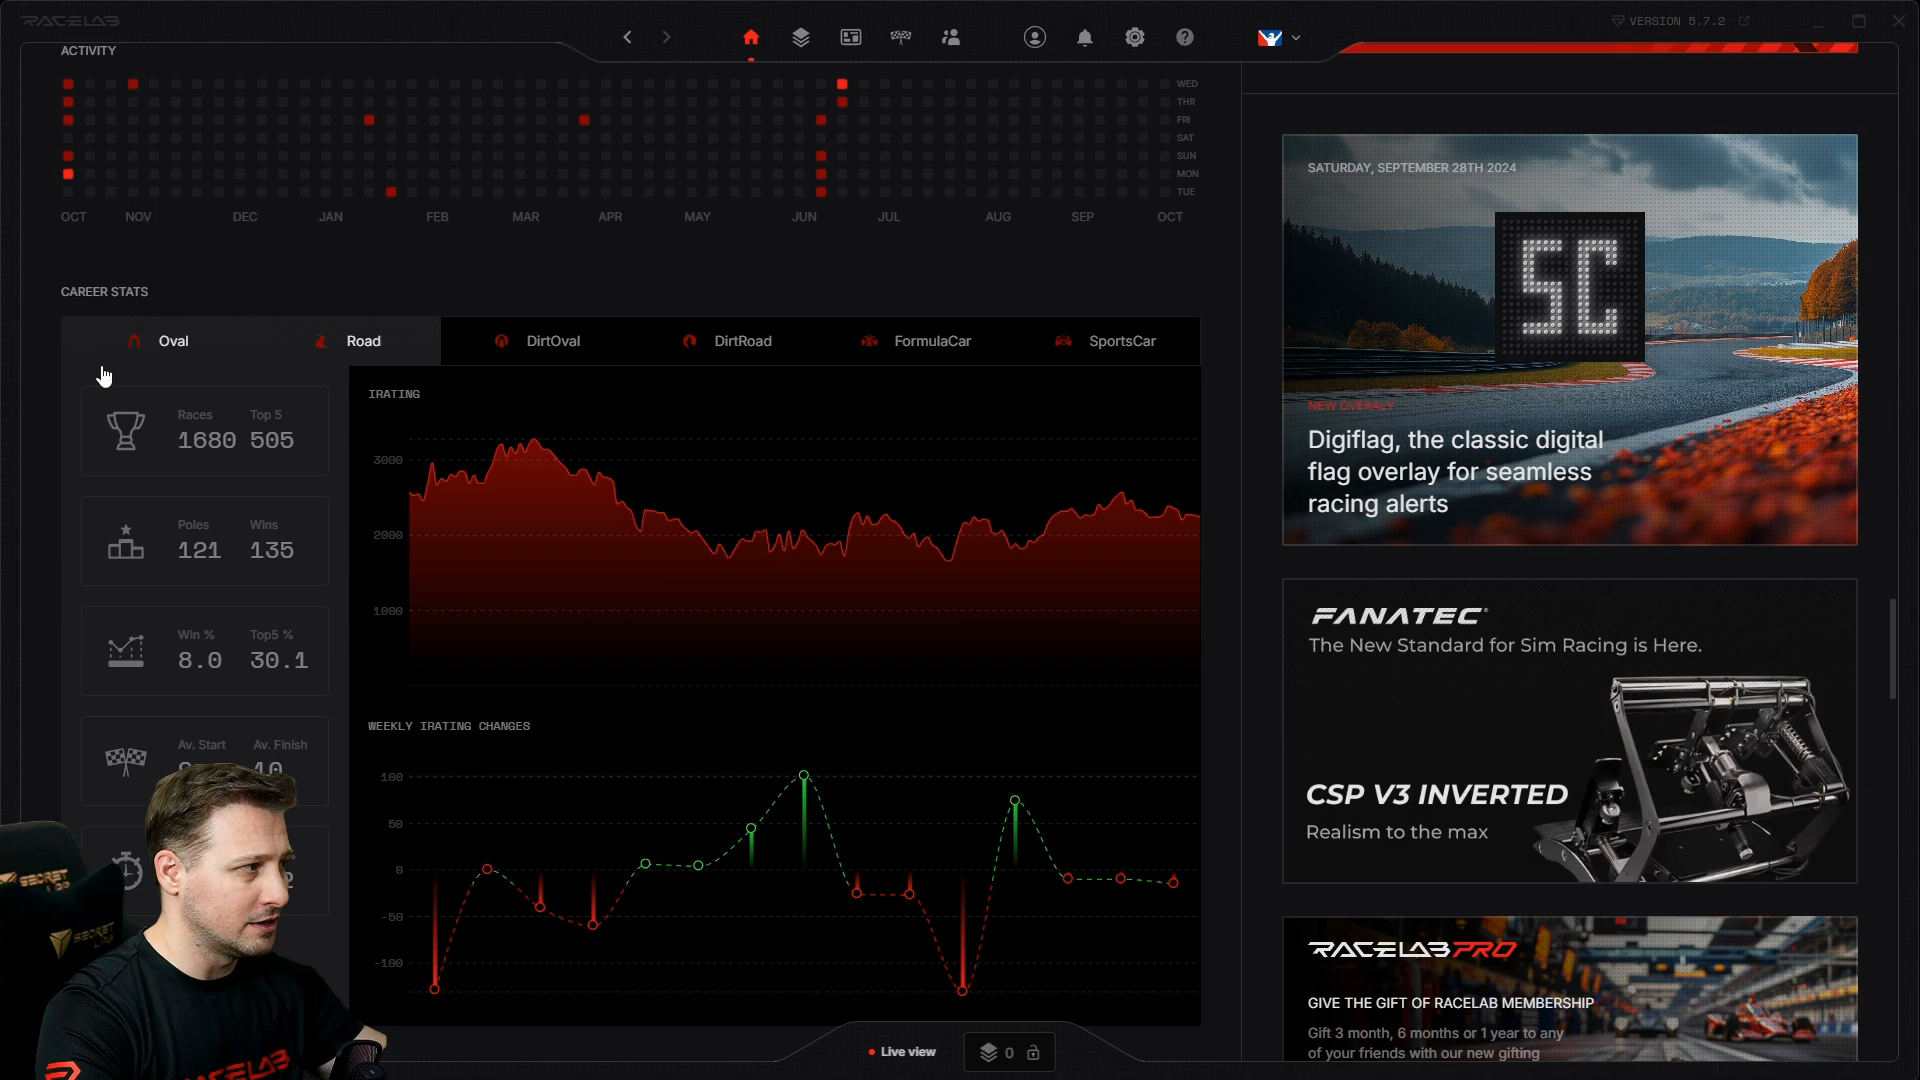 RACELAB
VERSION 5.7.2
ACTIVITY
WED
THR
FRI
SAT
SUN
MON
TUE
OCT NOV DEC JAN FEB MAR APR MAY JUN JUL AUG SEP OCT
CAREER STATS
Oval Road DirtOval DirtRoad FormulaCar SportsCar
Races Top 5
1680 505
Poles Wins
121 135
Win % Top5 %
8.0 30.1
Av. Start Av. Finish
10
IRATING
3000
2000
1000
WEEKLY IRATING CHANGES
100
50
0
-50
-100
SECRET
SECRET
RACELAB
Live view
0
SATURDAY, SEPTEMBER 28TH 2024
SC
NEW OVERALY
Digiflag, the classic digital
flag overlay for seamless
racing alerts
FANATEC
The New Standard for Sim Racing is Here.
CSP V3 INVERTED
Realism to the max
RACELAB PRO
GIVE THE GIFT OF RACELAB MEMBERSHIP
Gift 3 month, 6 months or 1 year to any
of your friends with our new gifting